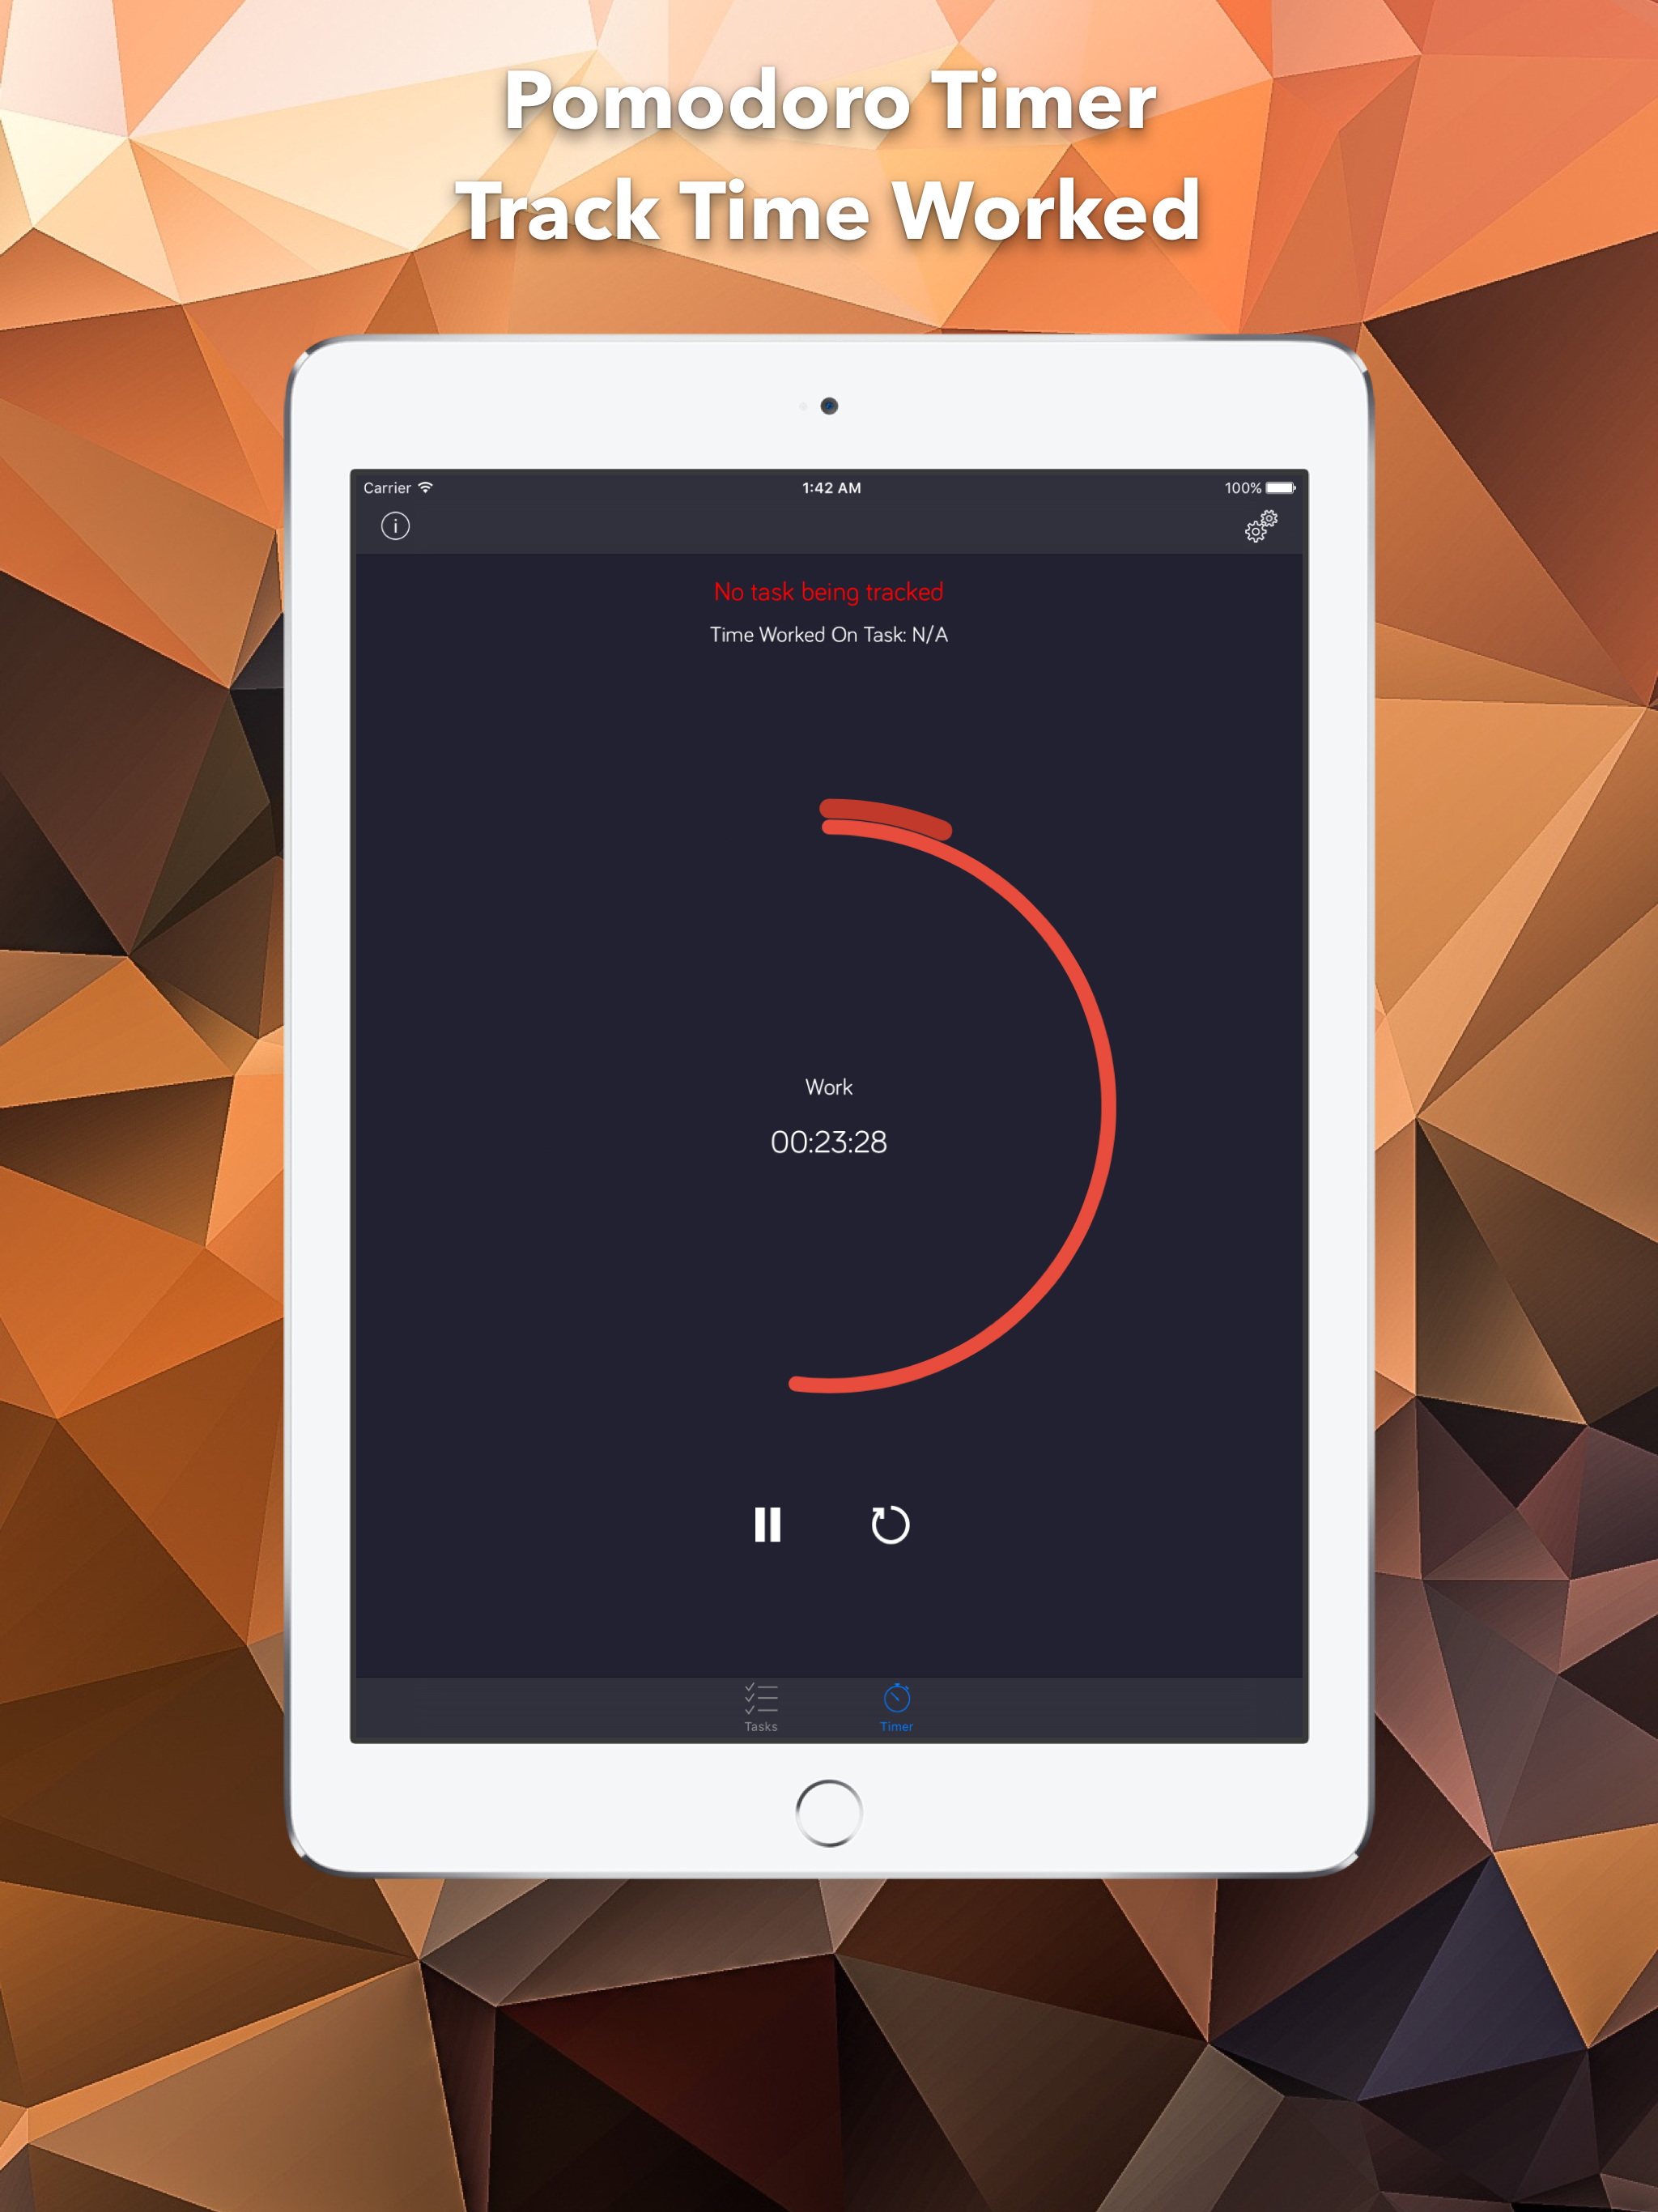 Pomodoro Timer
Track Time Worked
Carrier 1:42 AM 100%
No task being tracked
Time Worked On Task: N/A
Work
00:23:28
Tasks Timer